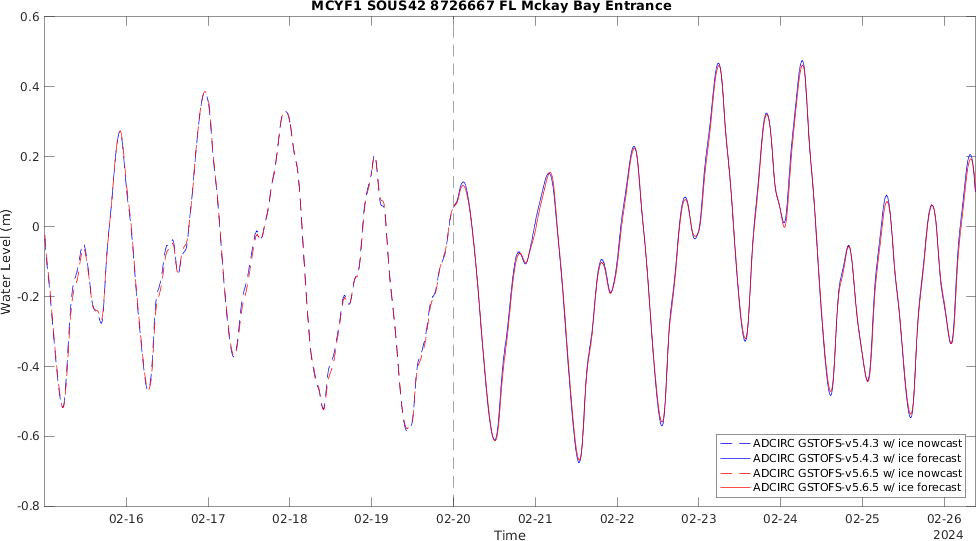 MCYF1 SOUS42 8726667 FL Mckay Bay Entrance
0.6
0.4
0.2
0
-0.2
-0.4
-0.6
-0.8
Water Level (m)
ADCIRC GSTOFS-v5.4.3 w/ ice nowcast
ADCIRC GSTOFS-v5.4.3 w/ ice forecast
ADCIRC GSTOFS-v5.6.5 w/ ice nowcast
ADCIRC GSTOFS-v5.6.5 w/ ice forecast
02-16 02-17 02-18 02-19 02-20 02-21 02-22 02-23 02-24 02-25 02-26
Time 2024